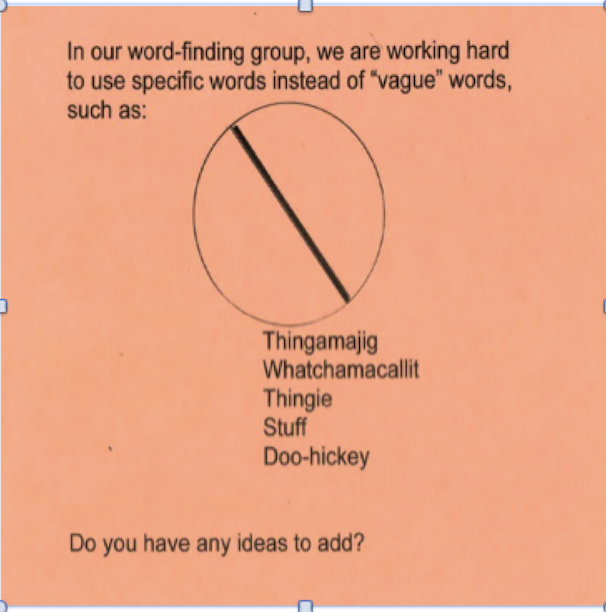 In our word-finding group, we are working hard
to use specific words instead of “vague” words,
such as:
Thingamajig
Whatchamacallit
Thingie
Stuff
Doo-hickey
Do you have any ideas to add?